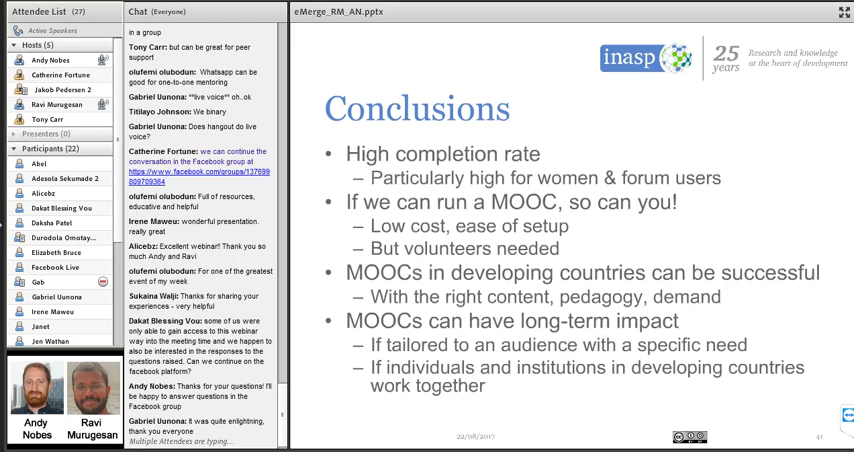 Attendee List (27)
Active Speakers
Hosts (5)
Andy Nobes
Catherine Fortune
Jakob Pedersen 2
Ravi Murugesan
Tony Carr
Presenters (0)
Participants (22)
Abel
Adesola Sekumade 2
Alicebz
Dakat Blessing Vou
Daksha Patel
Durodola Omotay...
Elizabeth Bruce
Facebook Live
Gab
Gabriel Uunona
Irene Maweu
Janet
Jen Wathan
Andy
Nobes
Ravi
Murugesan
Chat (Everyone)
in a group
Tony Carr: but can be great for peer
support
olufemi olubodun: Whatsapp can be
good for one-to-one mentoring
Gabriel Uunona: **live voice** oh..ok
Titilayo Johnson: We binary
Gabriel Uunona: Does hangout do live
voice?
Catherine Fortune: we can continue the
conversation in the Facebook group at
https://www.facebook.com/groups/137699
809709364
olufemi olubodun: Full of resources,
educative and helpful
Irene Maweu: wonderful presentation.
really great
Alicebz: Excellent webinar!! Thank you so
much Andy and Ravi
olufemi olubodun: For one of the greatest
event of my week
Sukaina Walji: Thanks for sharing your
experiences - very helpful
Dakat Blessing Vou: some of us were
only able to gain access to this webinar
way into the meeting time and we happen to
also be interested in the responses to the
questions raised. Can we continue on the
facebook platform?
Andy Nobes: Thanks for your questions! I'll
be happy to answer questions in the
Facebook group
Gabriel Uunona: It was quite enlightning,
thank you everyone
Multiple Attendees are typing...
eMerge_RM_AN.pptx
inasp
25
years
Research and knowledge
at the heart of development
Conclusions
• High completion rate
– Particularly high for women & forum users
• If we can run a MOOC, so can you!
– Low cost, ease of setup
– But volunteers needed
• MOOCs in developing countries can be successful
– With the right content, pedagogy, demand
• MOOCs can have long-term impact
– If tailored to an audience with a specific need
– If individuals and institutions in developing countries
work together
22/08/2017
41